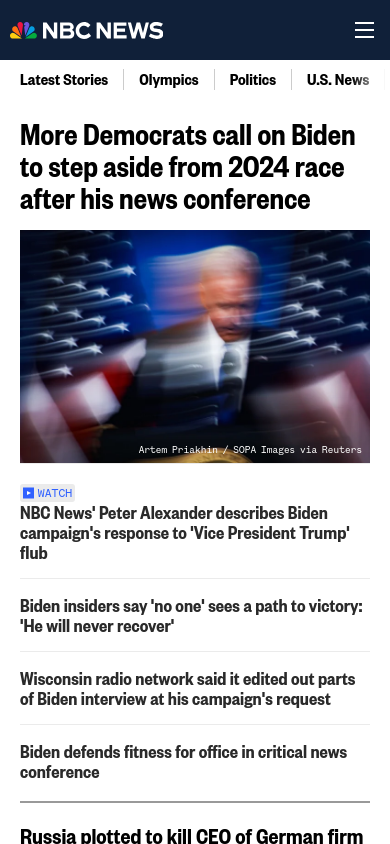 NBC NEWS
Latest Stories
Olympics
Politics
U.S. News
More Democrats call on Biden
to step aside from 2024 race
after his news conference
Artem Priakhin / SOPA Images via Reuters
WATCH
NBC News' Peter Alexander describes Biden
campaign's response to 'Vice President Trump'
flub
Biden insiders say 'no one' sees a path to victory:
'He will never recover'
Wisconsin radio network said it edited out parts
of Biden interview at his campaign's request
Biden defends fitness for office in critical news
conference
Russia plotted to kill CEO of German firm